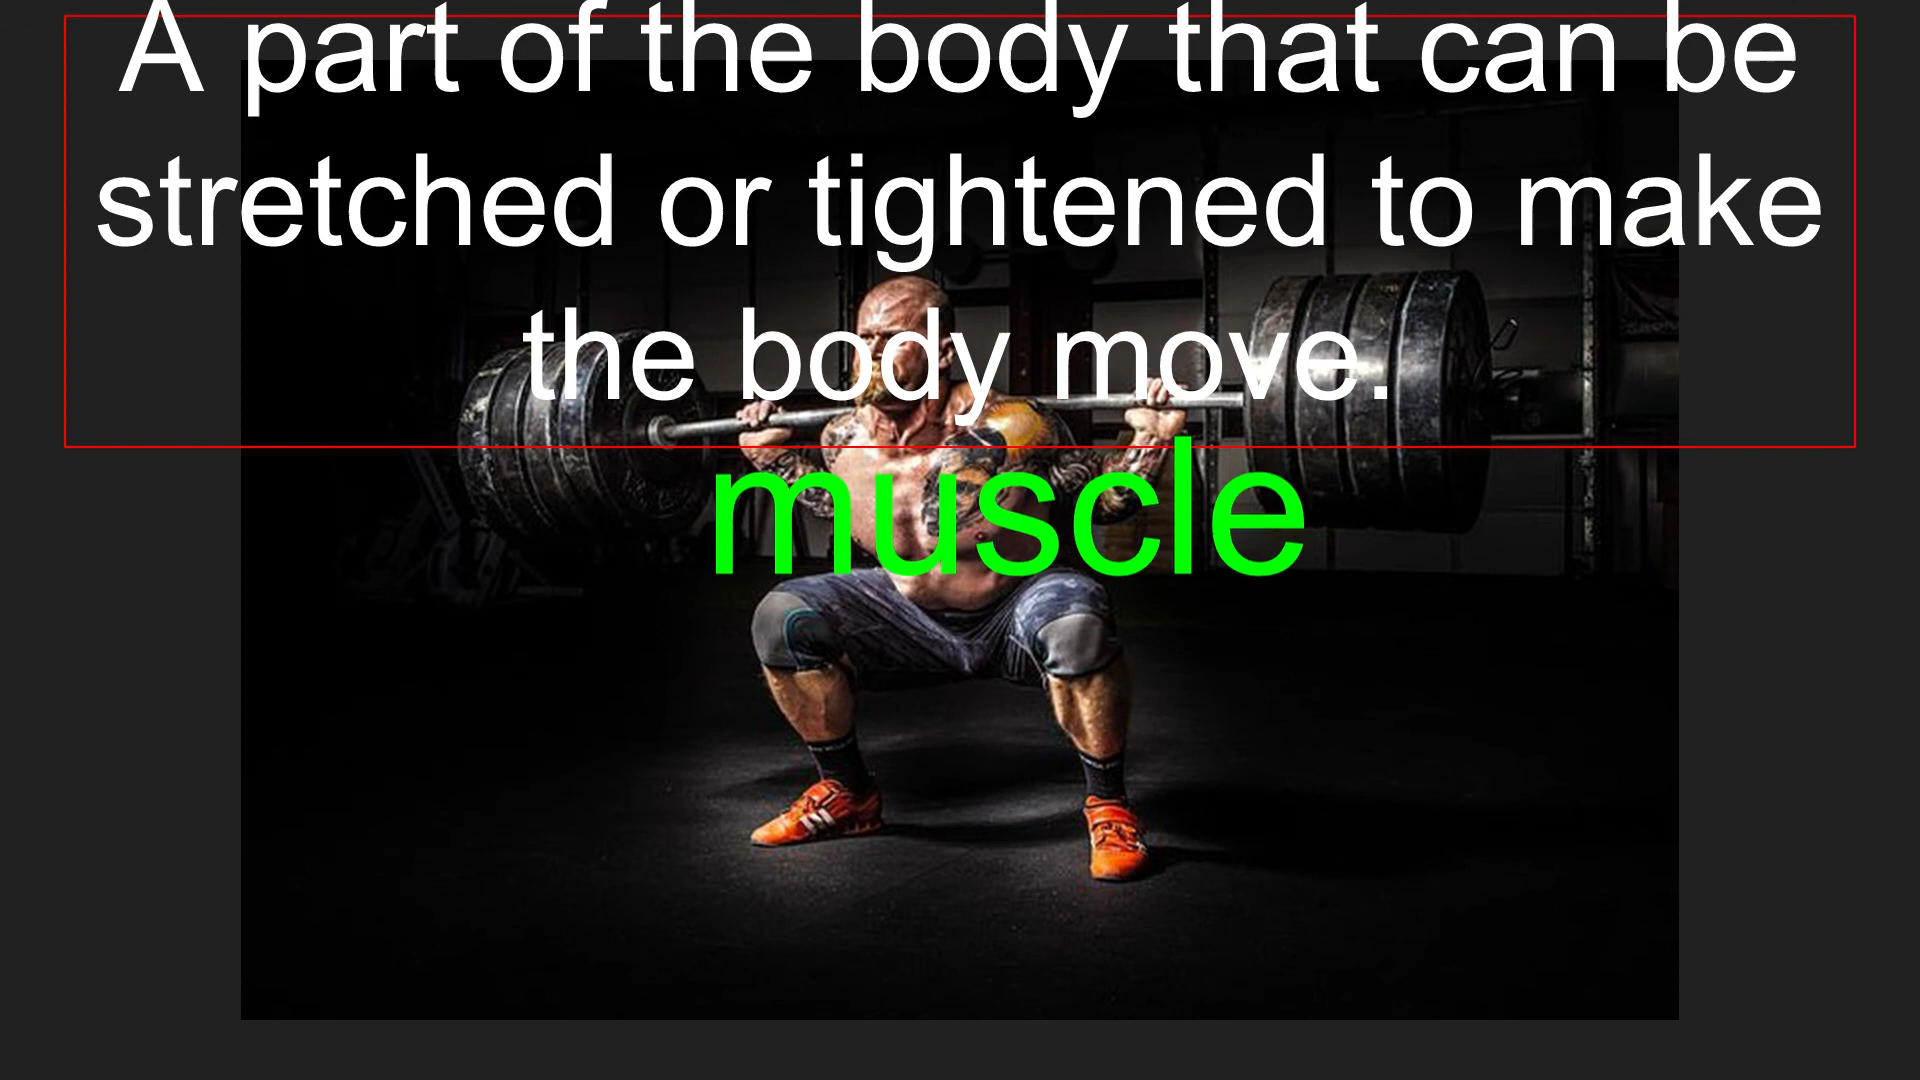 A part of the body that can be
stretched or tightened to make
the body move.
muscle